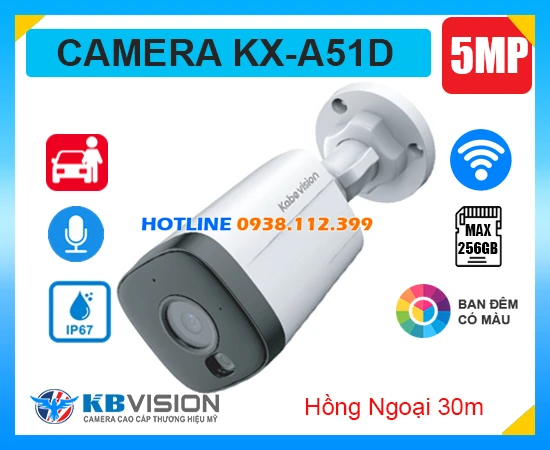 CAMERA KX-A51D
5MP
Kabevision
HOTLINE 0938.112.399
MAX
256GB
IP67
BAN ĐÊM
CÓ MÀU
KBVISION
CAMERA CAO CẤP THƯƠNG HIỆU MỸ
Hồng Ngoại 30m